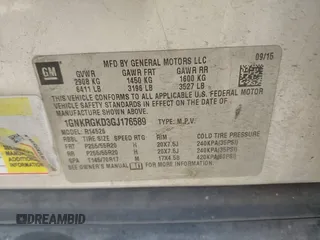 GM
MFD BY GENERAL MOTORS LLC
09/15
GVWR GAWR FRT GAWR RR
2908 KG 1450 KG 1600 KG
6411 LB 3196 LB 3527 LB
THIS VEHICLE CONFORMS TO ALL APPLICABLE U.S. FEDERAL
MOTOR VEHICLE SAFETY STANDARDS IN EFFECT ON THE DATE OF
MANUFACTURE SHOWN ABOVE.
1GNKRGKD3GJ176589 TYPE: M.P.V.
MODEL: R14526
TIRE SIZE SPEED RTG RIM COLD TIRE PRESSURE
FRT P255/55R20 H 20X7.5J 240KPA(35PSI)
RR P255/55R20 H 20X7.5J 240KPA(35PSI)
SPA T145/70R17 M 17X4.5B 420KPA(60PSI)
DREAMBID